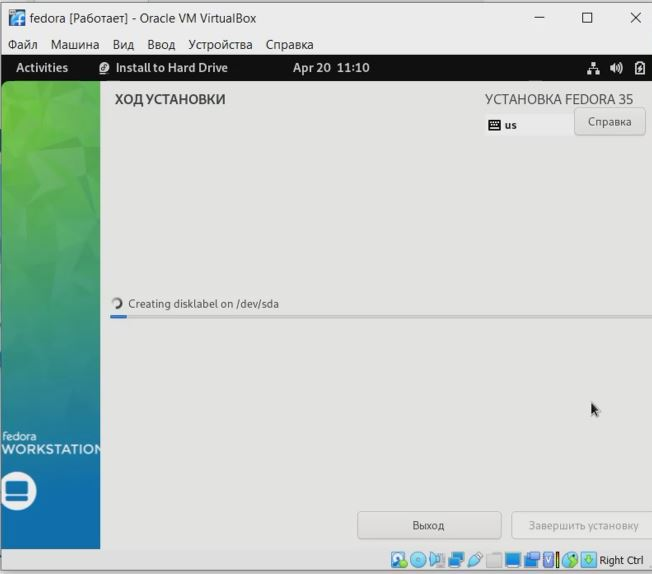 fedora [Работает] - Oracle VM VirtualBox
Файл Машина Вид Ввод Устройства Справка
Activities Install to Hard Drive Apr 20 11:10
ХОД УСТАНОВКИ
УСТАНОВКА FEDORA 35
us
Справка
Creating disklabel on /dev/sda
fedora
WORKSTATION
Выход
Завершить установку
Right Ctrl